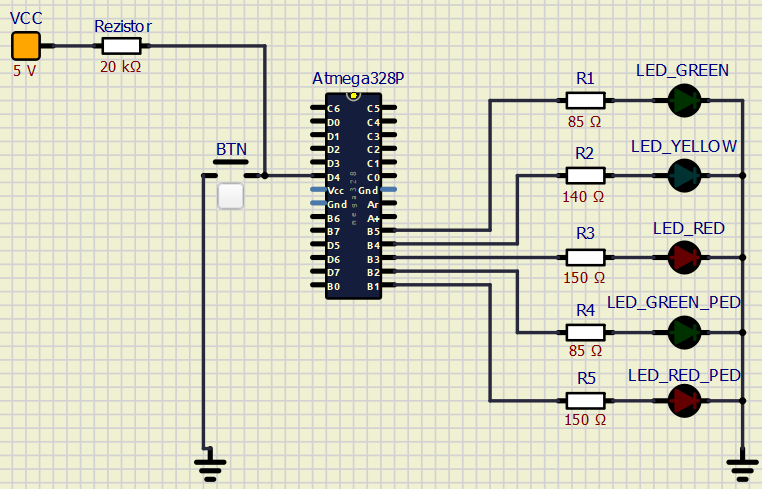 VCC
5 V
Rezistor
20 kΩ
BTN
Atmega328P
C6
D0
D1
D2
D3
D4
Vcc
Gnd
B6
B7
D5
D6
D7
B0
mega328
C5
C4
C3
C2
C1
C0
Gnd
Ar
A+
B5
B4
B3
B2
B1
R1
85 Ω
LED_GREEN
R2
140 Ω
LED_YELLOW
R3
150 Ω
LED_RED
R4
85 Ω
LED_GREEN_PED
R5
150 Ω
LED_RED_PED